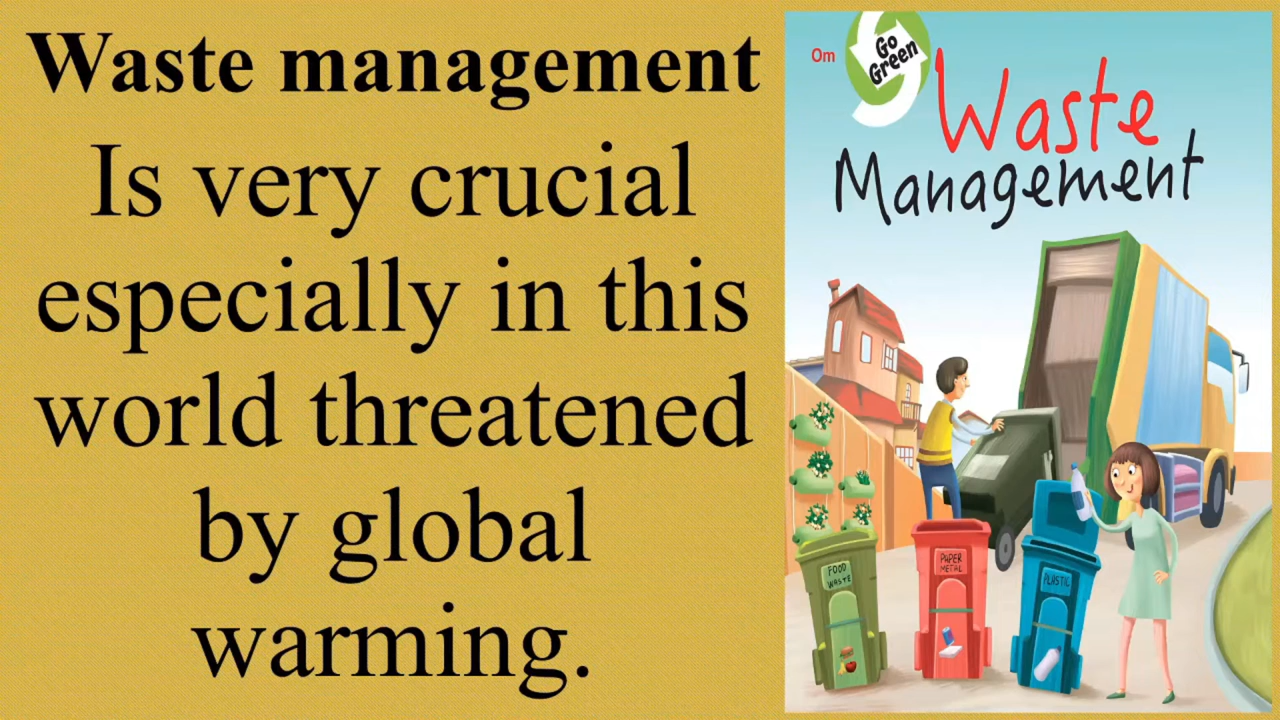 Waste management
Is very crucial
especially in this
world threatened
by global
warming.
Om
Go
Green
Waste
Management
FOOD
WASTE
PAPER
METAL
PLASTIC